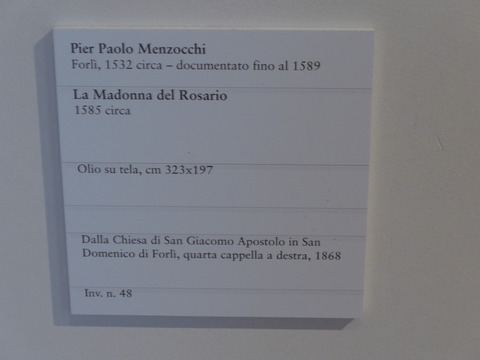 Pier Paolo Menzocchi
Forlì, 1532 circa – documentato fino al 1589
La Madonna del Rosario
1585 circa
Olio su tela, cm 323x197
Dalla Chiesa di San Giacomo Apostolo in San
Domenico di Forlì, quarta cappella a destra, 1868
Inv. n. 48